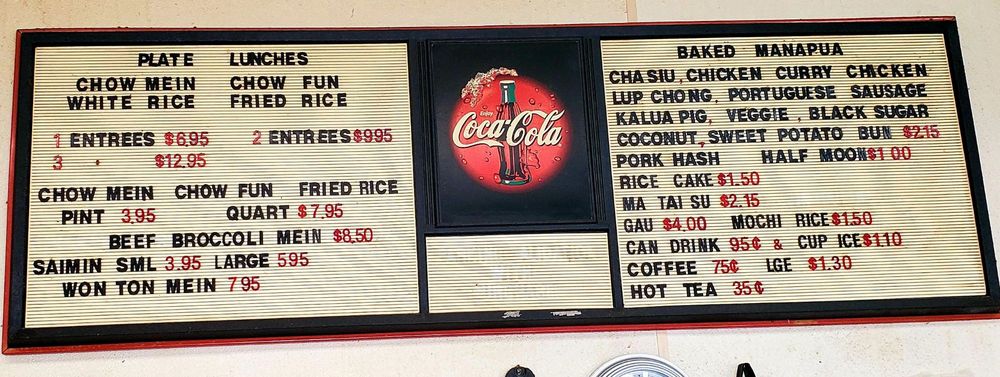 PLATE LUNCHES
CHOW MEIN CHOW FUN
WHITE RICE FRIED RICE
1 ENTREES $6.95 2 ENTREES $9.95
3 " $12.95
CHOW MEIN CHOW FUN, FRIED RICE
PINT 3.95 QUART $7.95
BEEF BROCCOLI MEIN $8.50
SAIMIN SML 3.95 LARGE 5 95
WON TON MEIN 7 95
Enjoy
Coca-Cola
BAKED MANAPUA
CHA SIU, CHICKEN CURRY CHICKEN
LUP CHONG, PORTUGUESE SAUSAGE
KALUA PIG, VEGGIE, BLACK SUGAR
COCONUT, SWEET POTATO BUN $2.15
PORK HASH HALF MOON $1 00
RICE CAKE $1.50
MA TAI SU $2.15
GAU $4.00 MOCHI RICE $1.50
CAN DRINK 95¢ & CUP ICE $1.10
COFFEE 75¢ LGE $1.30
HOT TEA 35¢